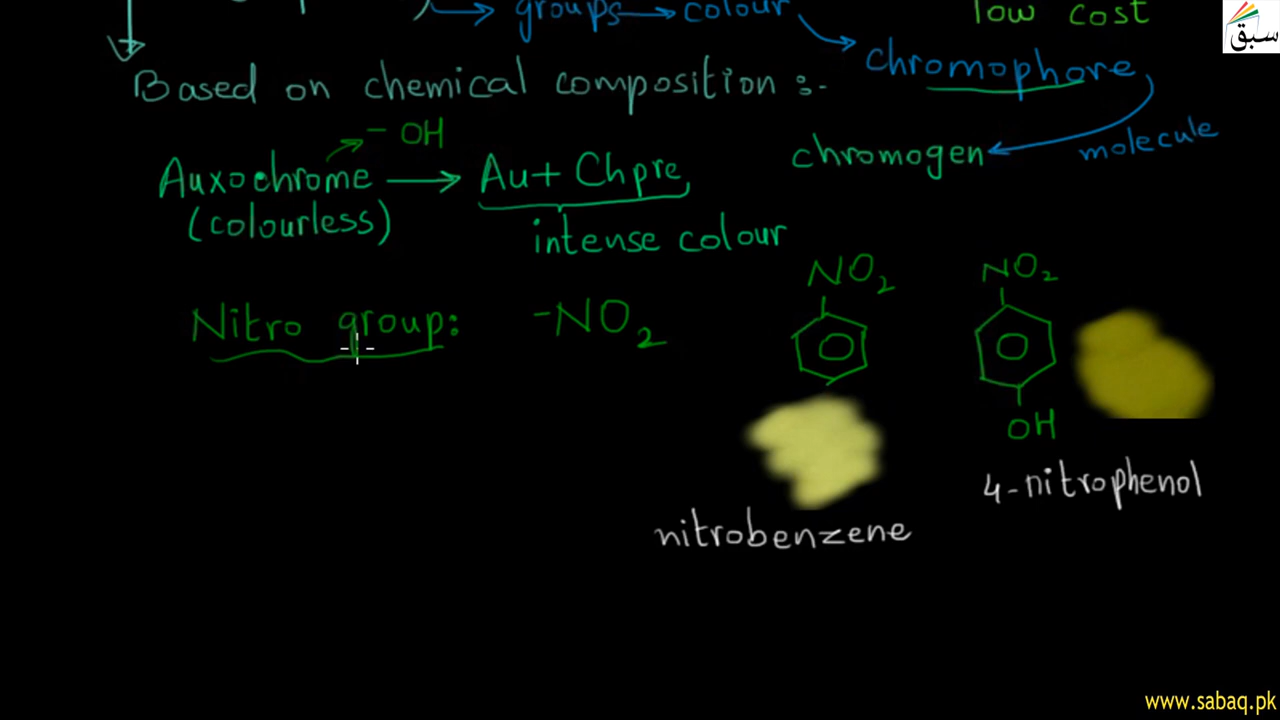 groups → colour
low cost
سبق
chromophore
Based on chemical composition :-
- OH
molecule
chromogen
Auxochrome → Au+ Chpre
(colourless)
intense colour
NO2
NO2
Nitro group: -NO2
OH
4-nitrophenol
nitrobenzene
www.sabaq.pk